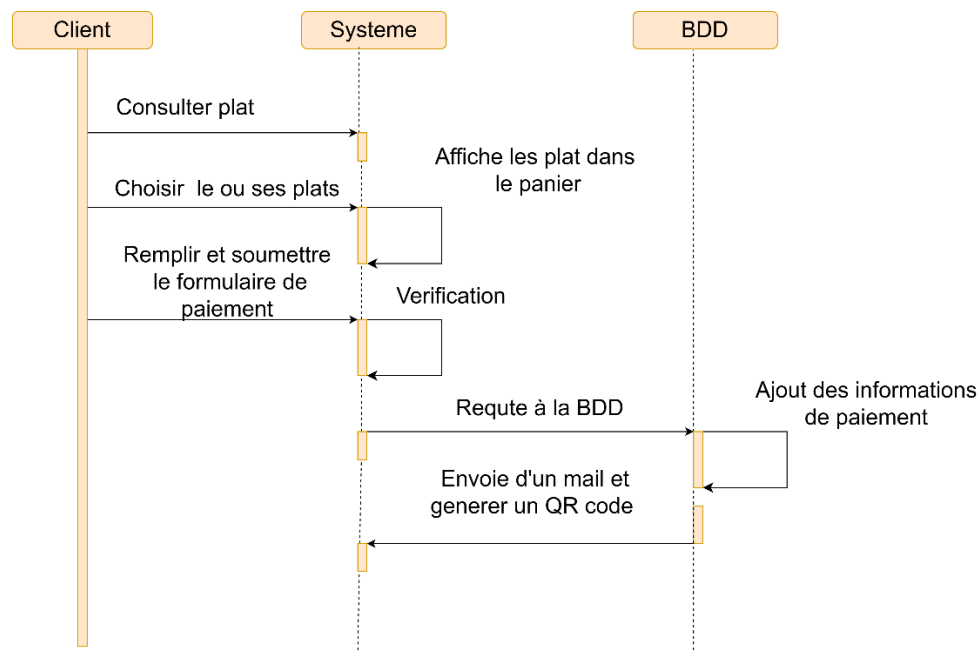 Client
Systeme
BDD
Consulter plat
Affiche les plat dans
le panier
Choisir le ou ses plats
Remplir et soumettre
le formulaire de
paiement
Verification
Requte à la BDD
Ajout des informations
de paiement
Envoie d'un mail et
generer un QR code